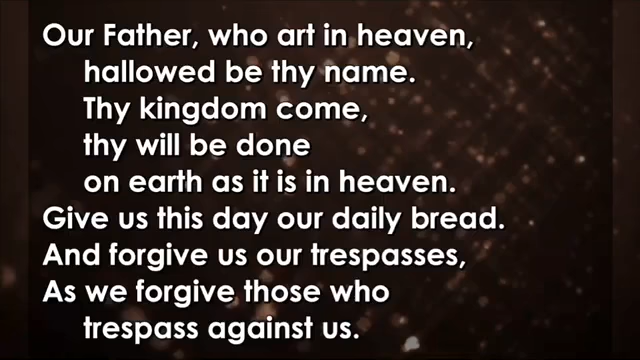 Our Father, who art in heaven,
hallowed be thy name.
Thy kingdom come,
thy will be done
on earth as it is in heaven.
Give us this day our daily bread.
And forgive us our trespasses,
As we forgive those who
trespass against us.